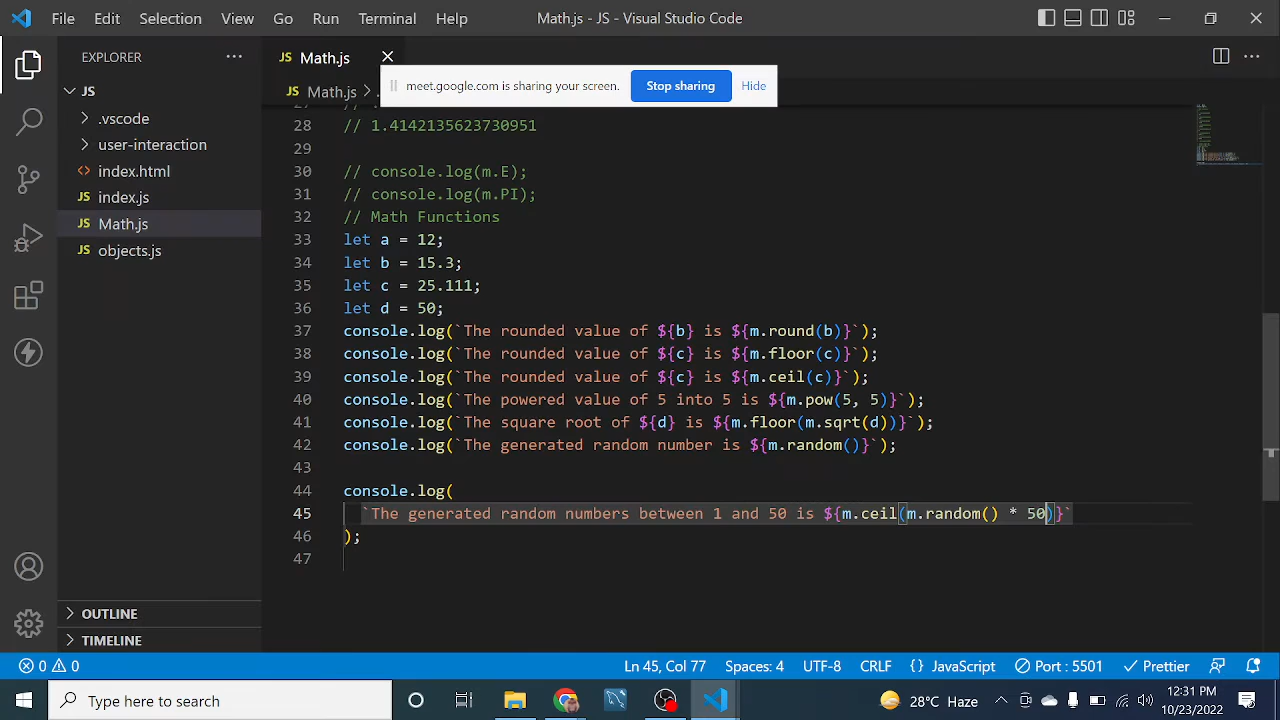 File Edit Selection View Go Run Terminal Help Math.js - JS - Visual Studio Code
EXPLORER
JS Math.js
meet.google.com is sharing your screen. Stop sharing Hide
JS
JS Math.js >
.vscode
user-interaction
<> index.html
JS index.js
JS Math.js
JS objects.js
28 // 1.4142135623730951
29
30 // console.log(m.E);
31 // console.log(m.PI);
32 // Math Functions
33 let a = 12;
34 let b = 15.3;
35 let c = 25.111;
36 let d = 50;
37 console.log(`The rounded value of ${b} is ${m.round(b)}`);
38 console.log(`The rounded value of ${c} is ${m.floor(c)}`);
39 console.log(`The rounded value of ${c} is ${m.ceil(c)}`);
40 console.log(`The powered value of 5 into 5 is ${m.pow(5, 5)}`);
41 console.log(`The square root of ${d} is ${m.floor(m.sqrt(d))}`);
42 console.log(`The generated random number is ${m.random()}`);
43
44 console.log(
45 `The generated random numbers between 1 and 50 is ${m.ceil(m.random() * 50)}`
46 );
47
OUTLINE
TIMELINE
0 0 Ln 45, Col 77 Spaces: 4 UTF-8 CRLF {} JavaScript Port : 5501 Prettier
Type here to search
28°C Haze
12:31 PM
10/23/2022